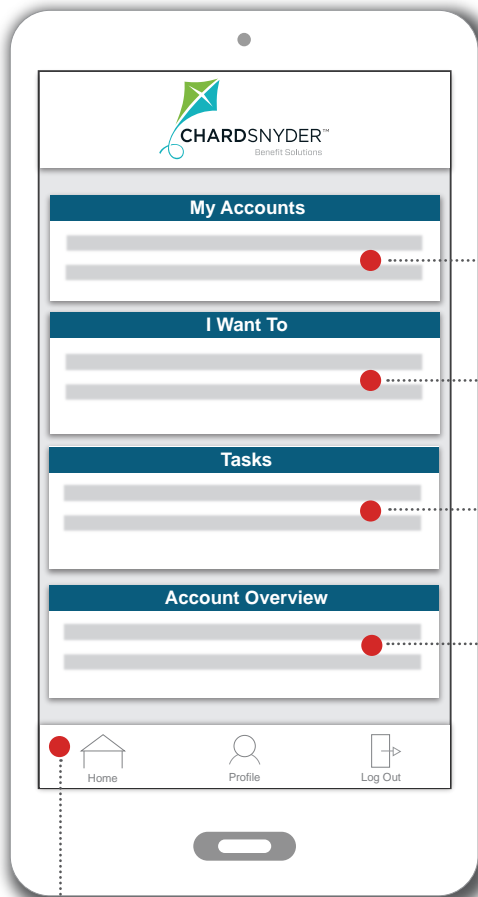 CHARDSNYDER™
Benefit Solutions
My Accounts
I Want To
Tasks
Account Overview
Home Profile Log Out